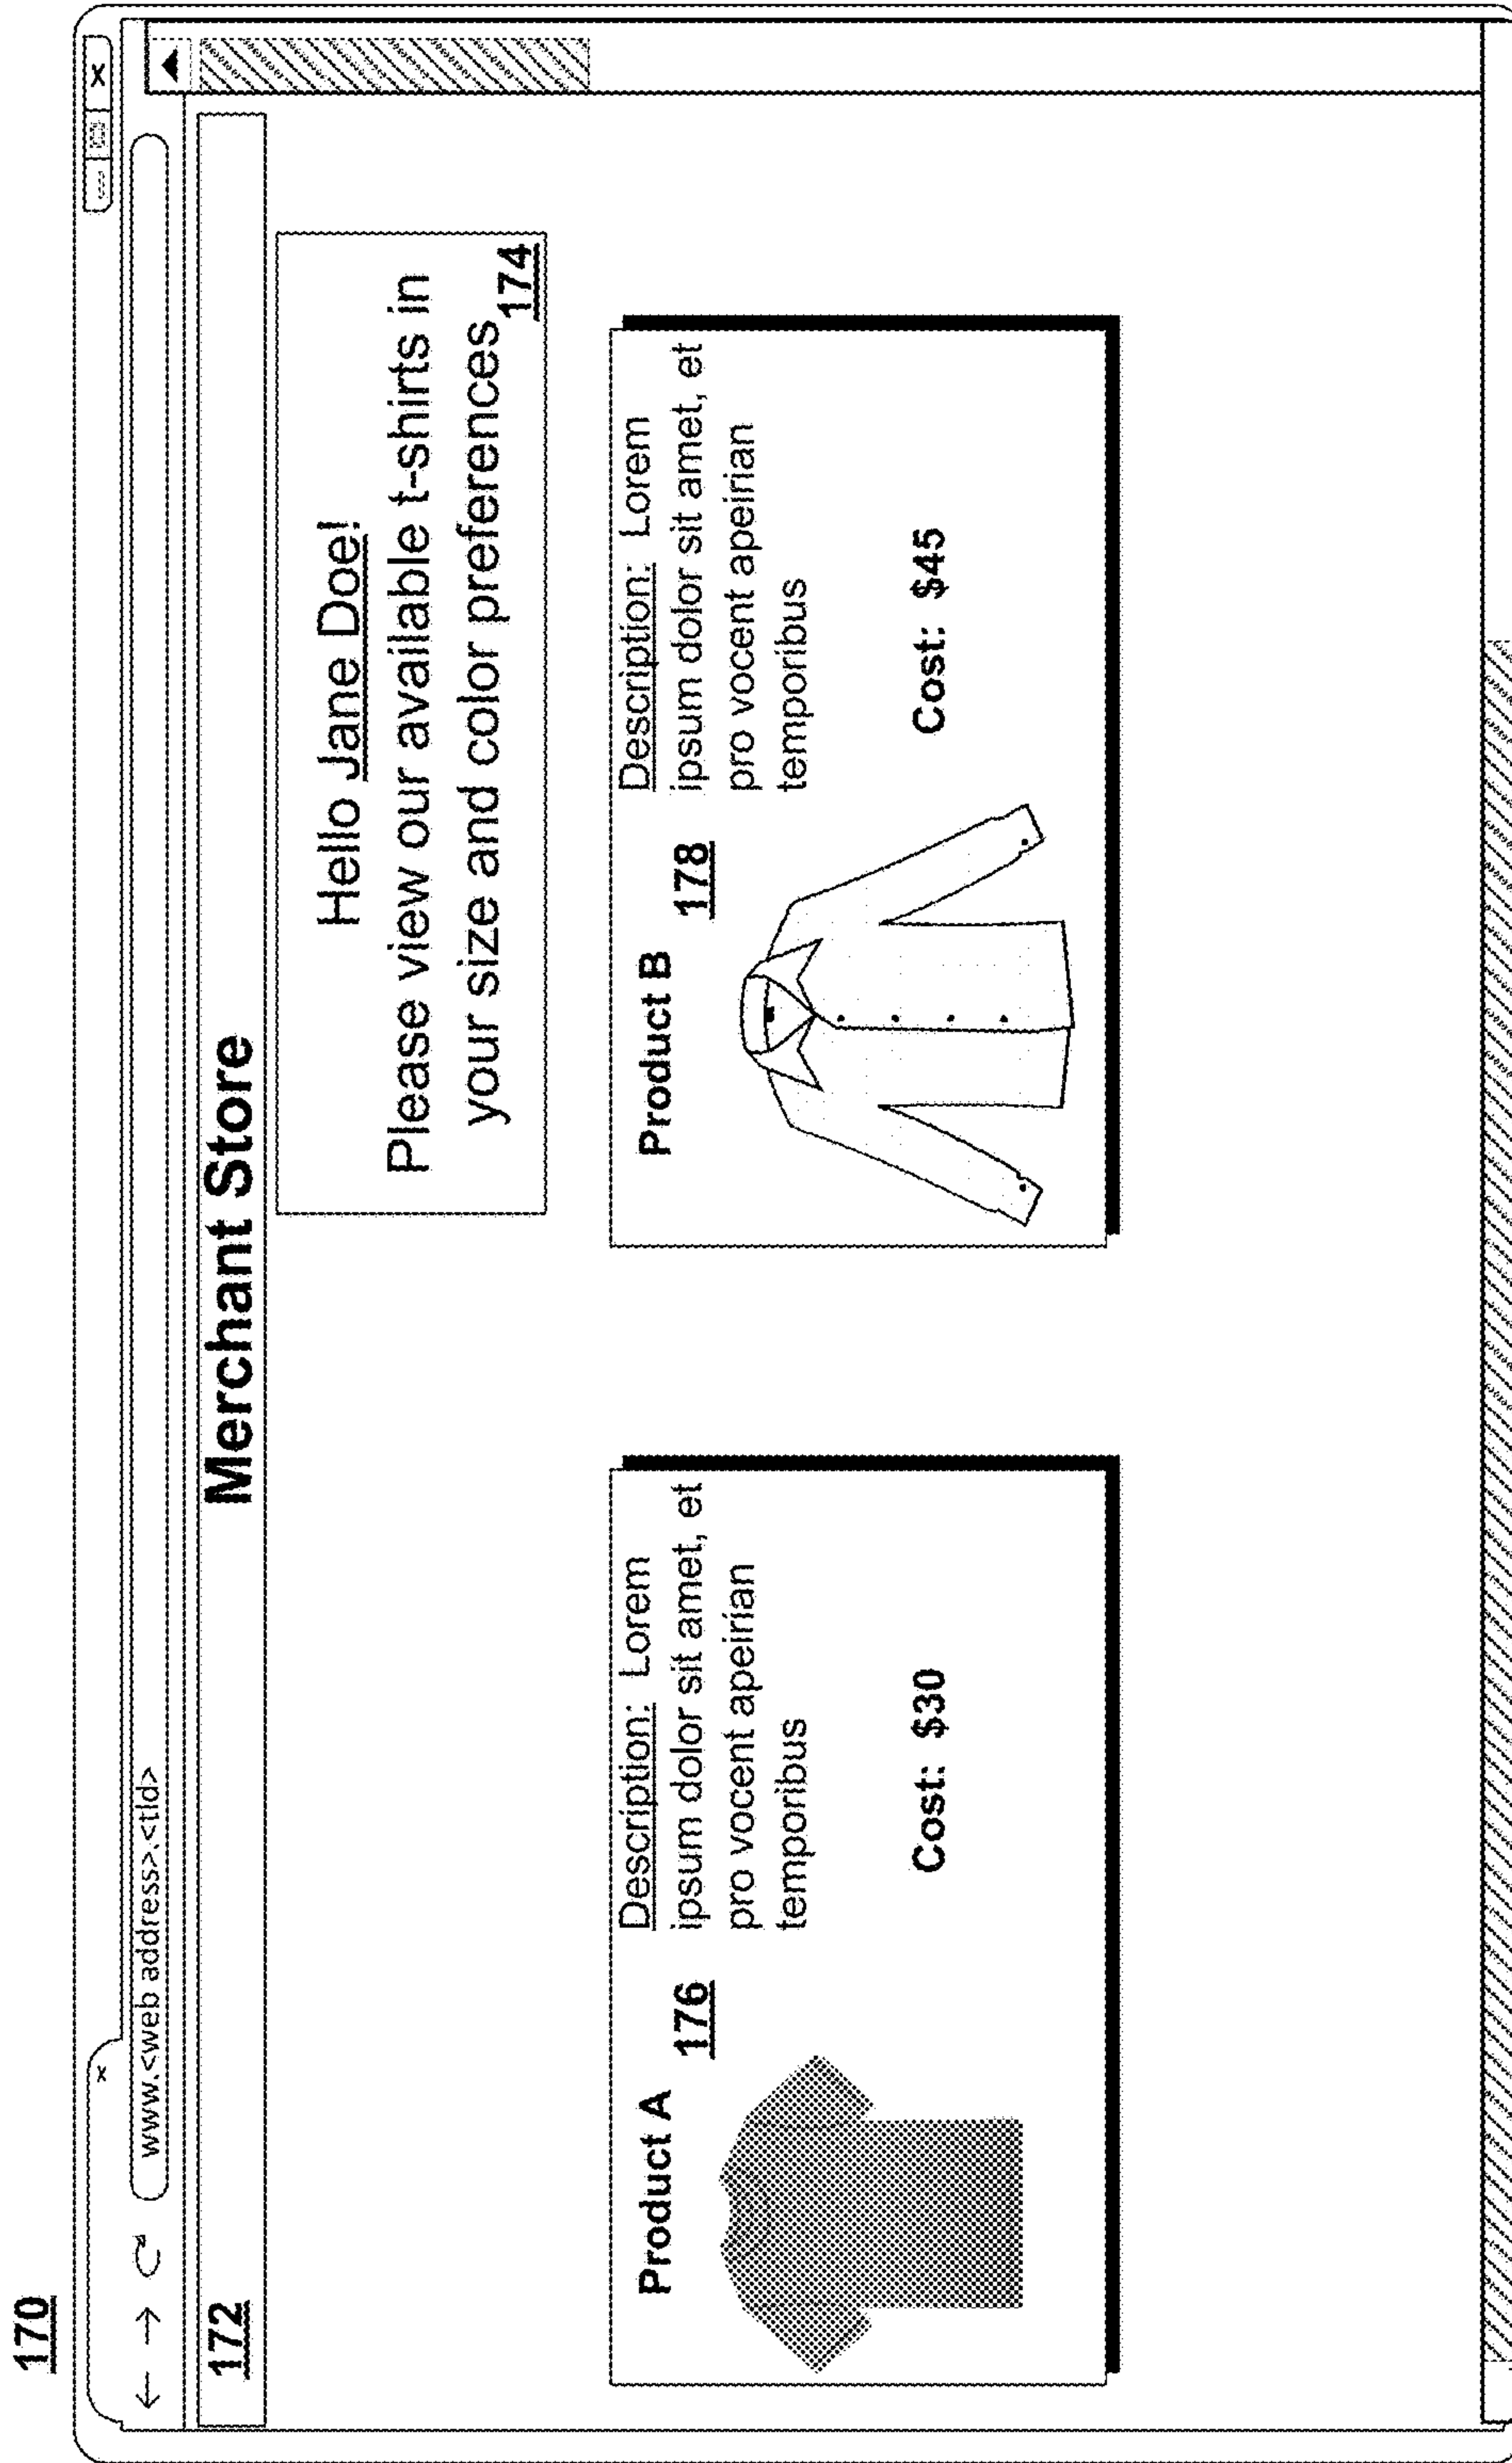 170
www.<web address>.<tld>
172
Merchant Store
Hello Jane Doe!
Please view our available t-shirts in
your size and color preferences
174
Product A
176
Description: Lorem
ipsum dolor sit amet, et
pro vocent apeirian
temporibus
Cost: $30
Product B
178
Description: Lorem
ipsum dolor sit amet, et
pro vocent apeirian
temporibus
Cost: $45